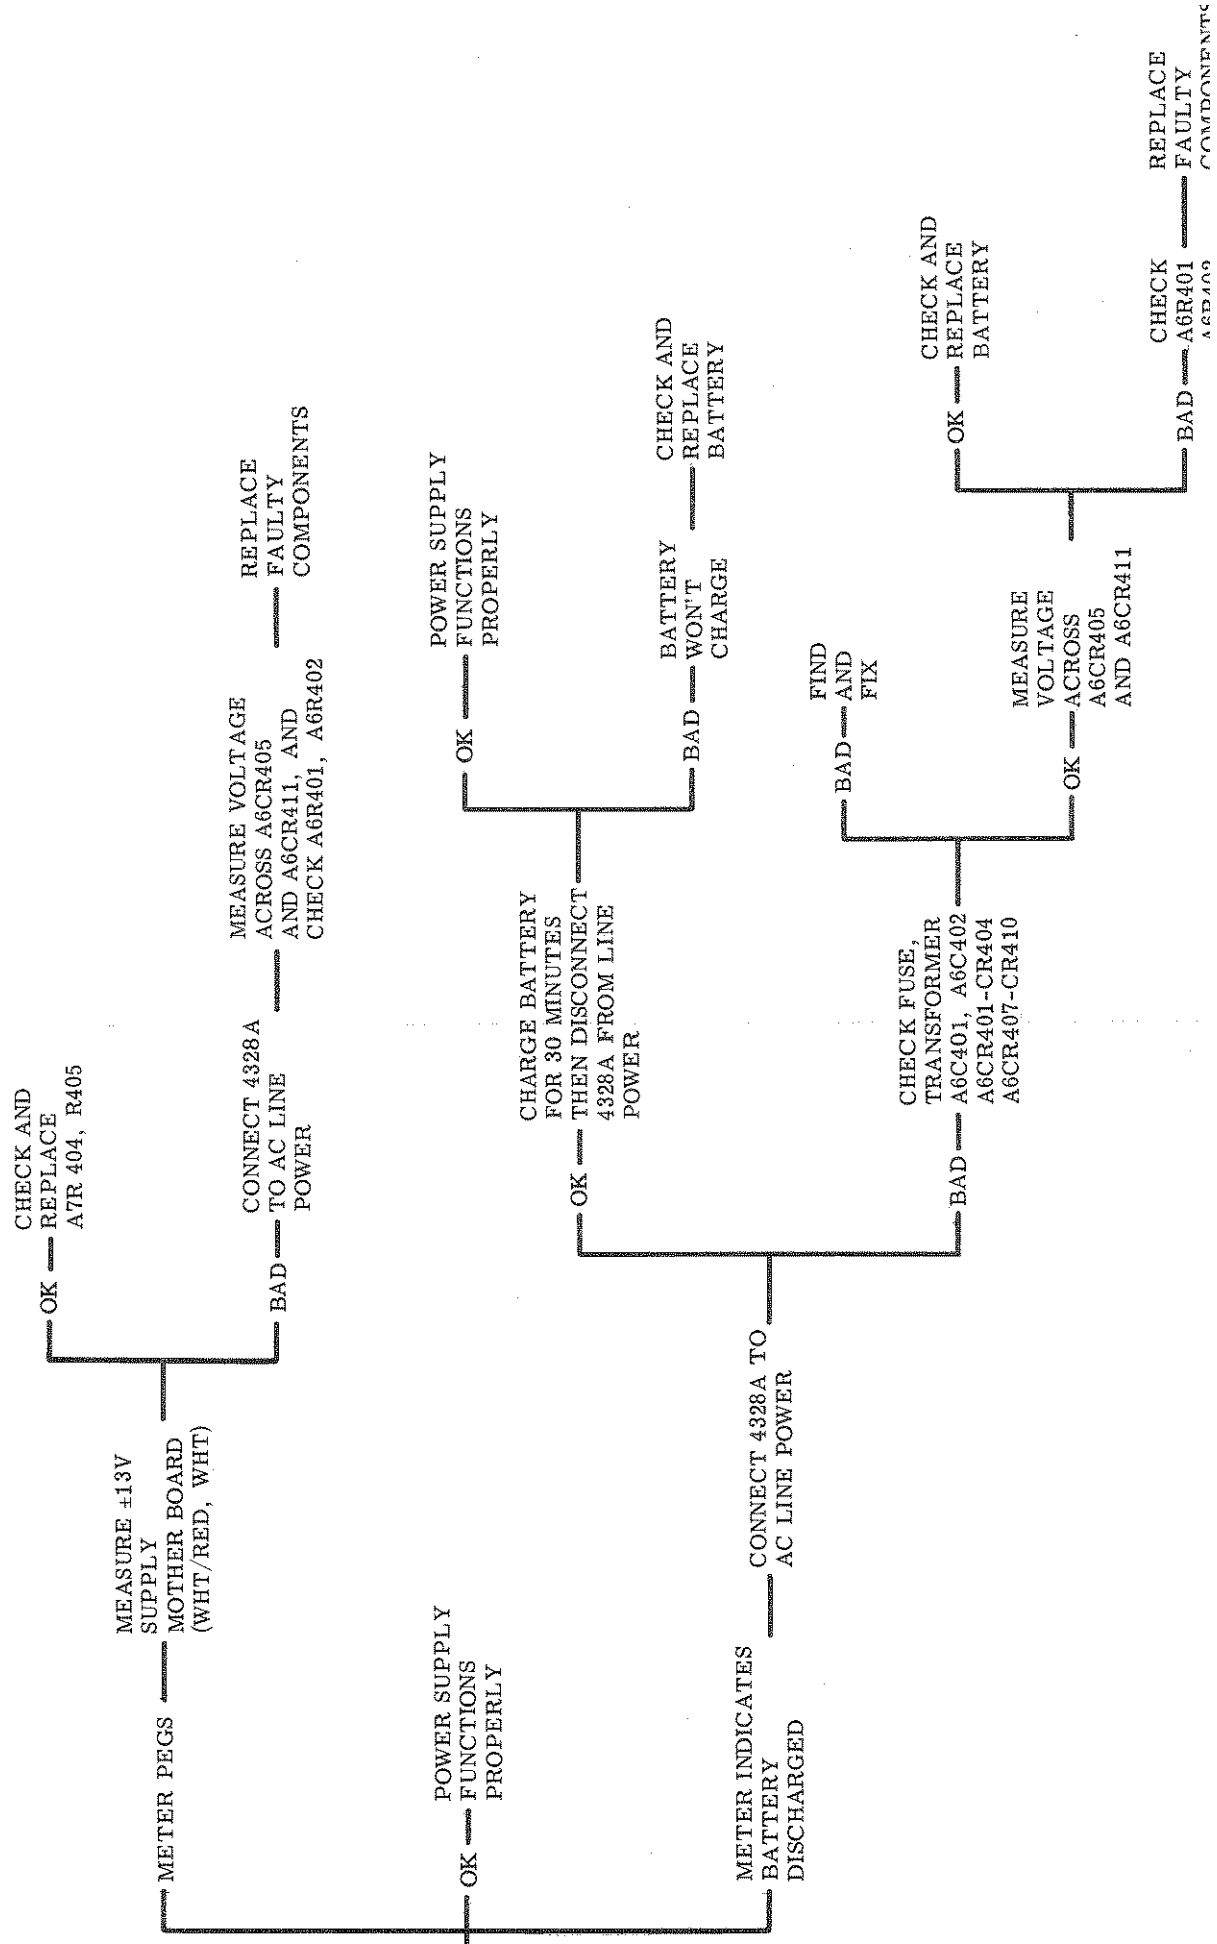 METER PEGS
MEASURE ±13V
SUPPLY
MOTHER BOARD
(WHT/RED, WHT)
OK
CHECK AND
REPLACE
A7R 404, R405
BAD
CONNECT 4328A
TO AC LINE
POWER
MEASURE VOLTAGE
ACROSS A6CR405
AND A6CR411, AND
CHECK A6R401, A6R402
REPLACE
FAULTY
COMPONENTS
OK
POWER SUPPLY
FUNCTIONS
PROPERLY
METER INDICATES
BATTERY
DISCHARGED
CONNECT 4328A TO
AC LINE POWER
OK
CHARGE BATTERY
FOR 30 MINUTES
THEN DISCONNECT
4328A FROM LINE
POWER
OK
POWER SUPPLY
FUNCTIONS
PROPERLY
BAD
BATTERY
WON'T
CHARGE
CHECK AND
REPLACE
BATTERY
BAD
CHECK FUSE,
TRANSFORMER
A6C401, A6C402
A6CR401-CR404
A6CR407-CR410
BAD
FIND
AND
FIX
OK
MEASURE
VOLTAGE
ACROSS
A6CR405
AND A6CR411
OK
CHECK AND
REPLACE
BATTERY
BAD
CHECK
A6R401
REPLACE
FAULTY
COMPONENTS